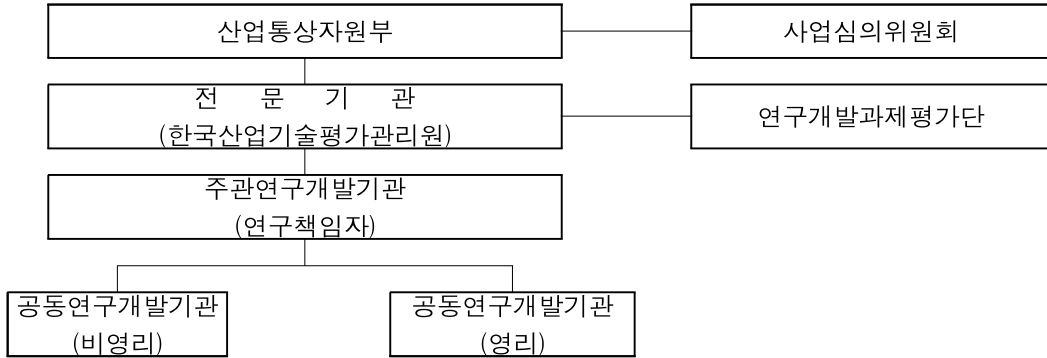 산업통상자원부
사업심의위원회
전 문 기 관
(한국산업기술평가관리원)
연구개발과제평가단
주관연구개발기관
(연구책임자)
공동연구개발기관
(비영리)
공동연구개발기관
(영리)